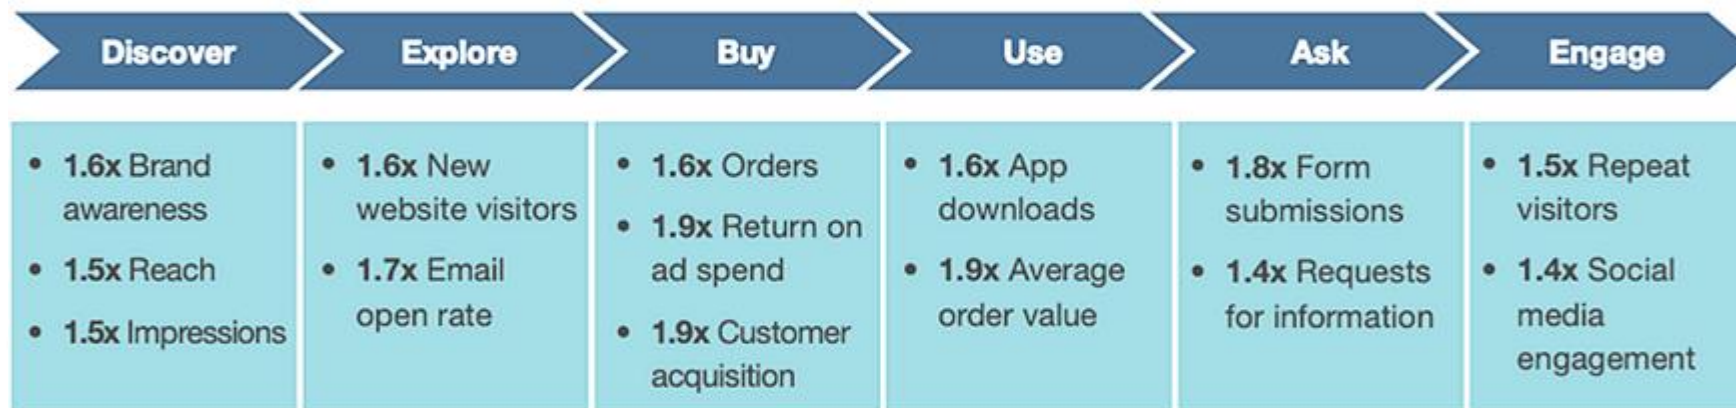 Discover
Explore
Buy
Use
Ask
Engage
• 1.6x Brand
awareness
• 1.5x Reach
• 1.5x Impressions
• 1.6x New
website visitors
• 1.7x Email
open rate
• 1.6x Orders
• 1.9x Return on
ad spend
• 1.9x Customer
acquisition
• 1.6x App
downloads
• 1.9x Average
order value
• 1.8x Form
submissions
• 1.4x Requests
for information
• 1.5x Repeat
visitors
• 1.4x Social
media
engagement